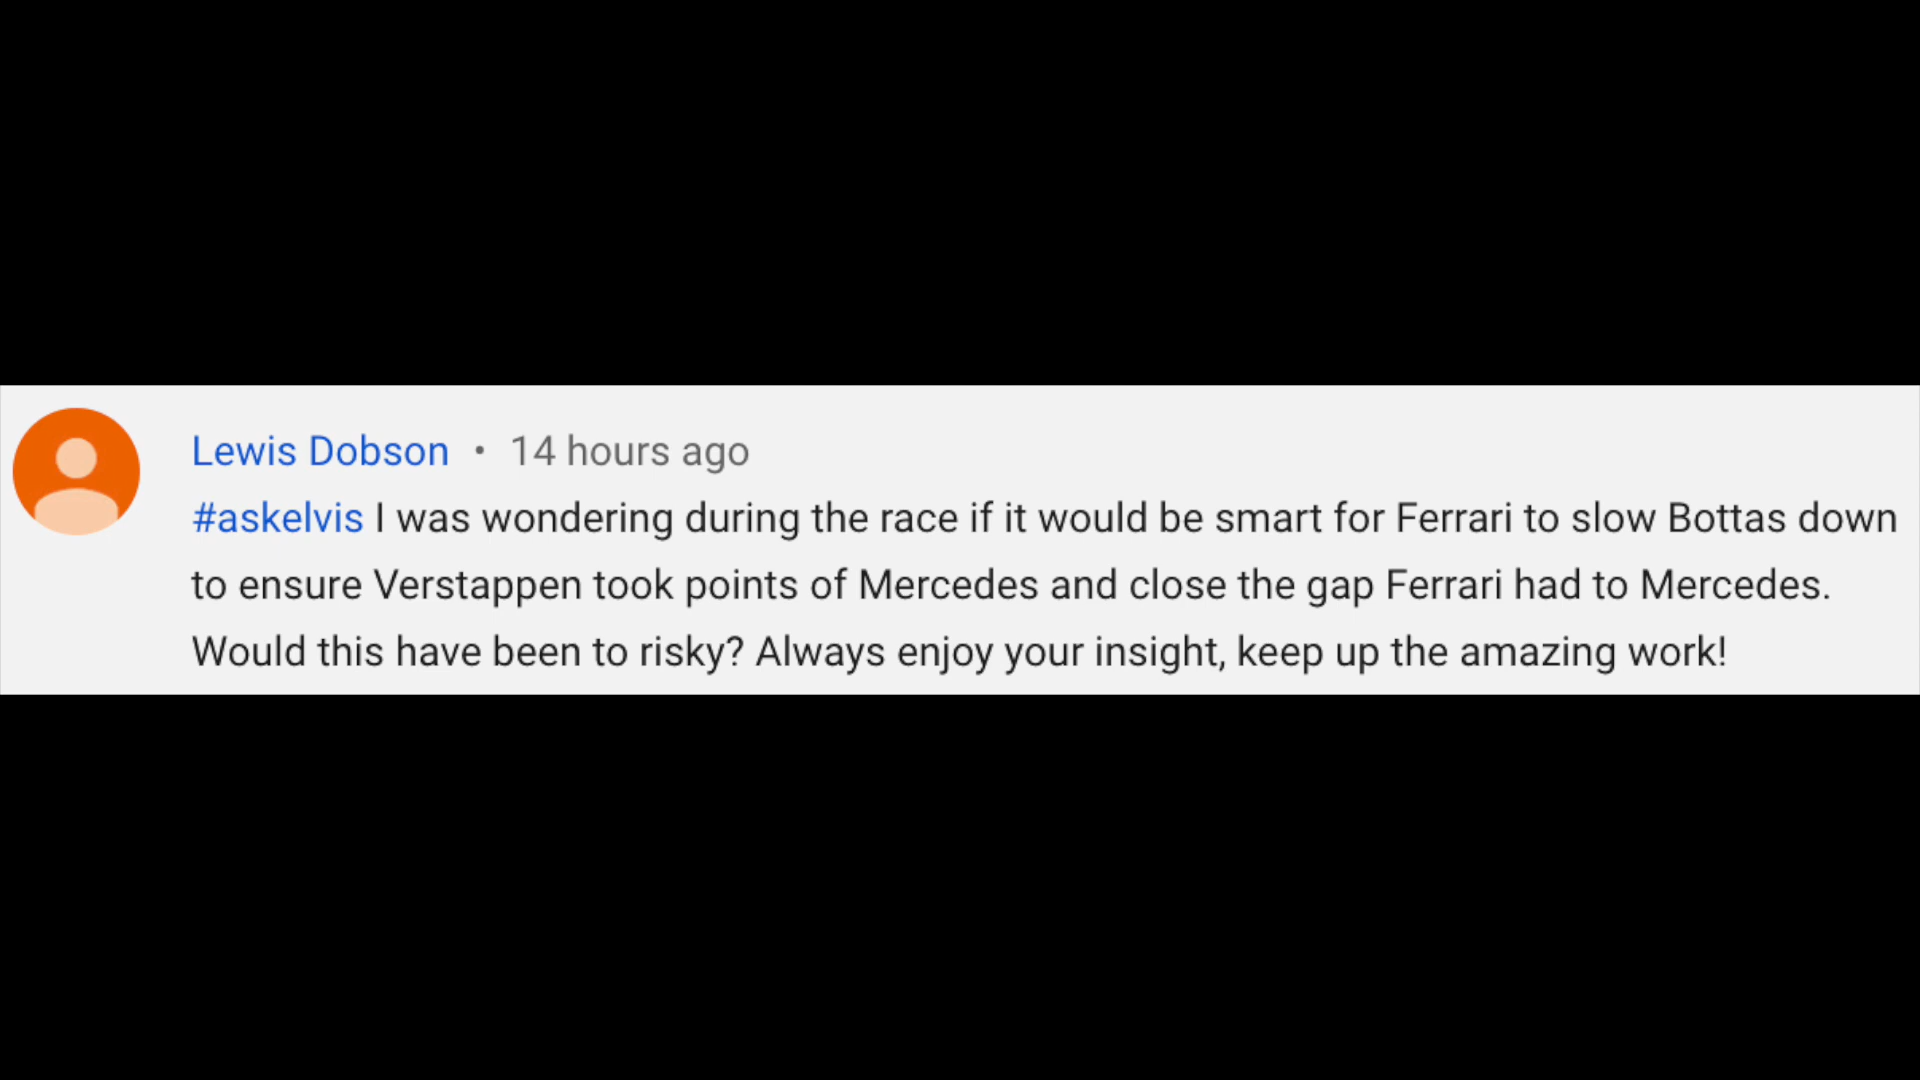 Lewis Dobson • 14 hours ago
#askelvis I was wondering during the race if it would be smart for Ferrari to slow Bottas down
to ensure Verstappen took points of Mercedes and close the gap Ferrari had to Mercedes.
Would this have been to risky? Always enjoy your insight, keep up the amazing work!